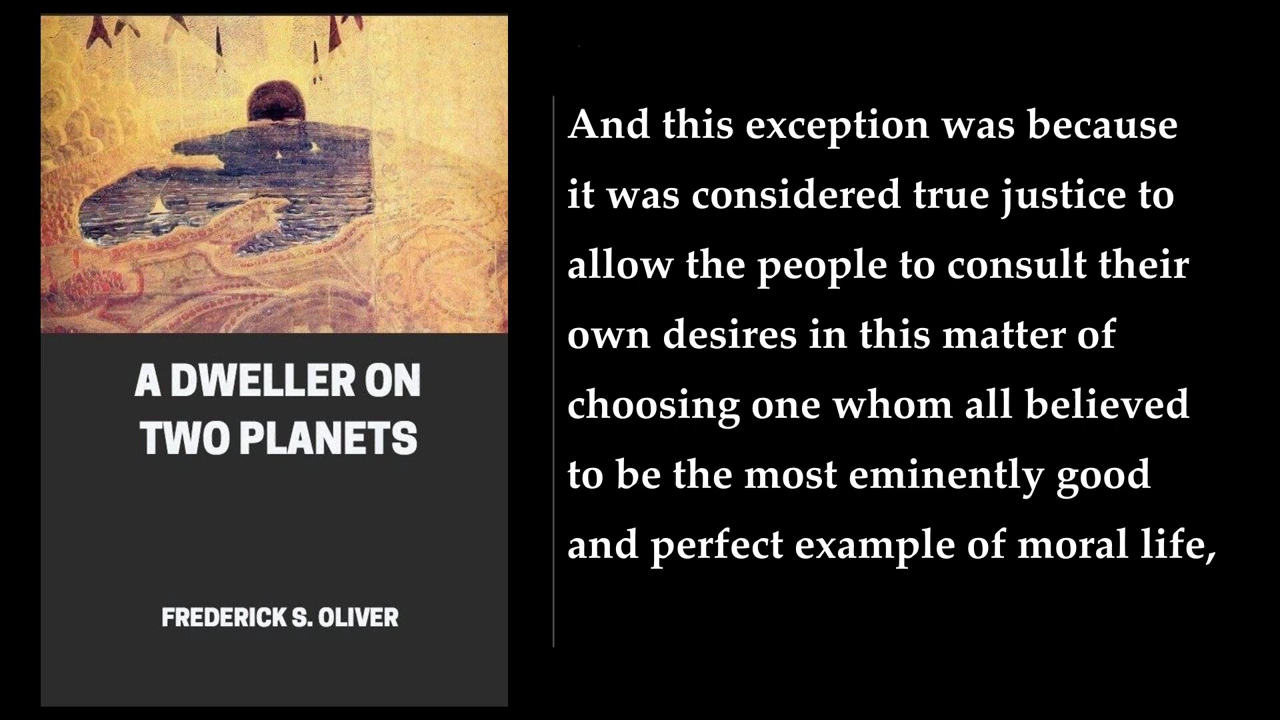 A DWELLER ON
TWO PLANETS
FREDERICK S. OLIVER
And this exception was because
it was considered true justice to
allow the people to consult their
own desires in this matter of
choosing one whom all believed
to be the most eminently good
and perfect example of moral life,